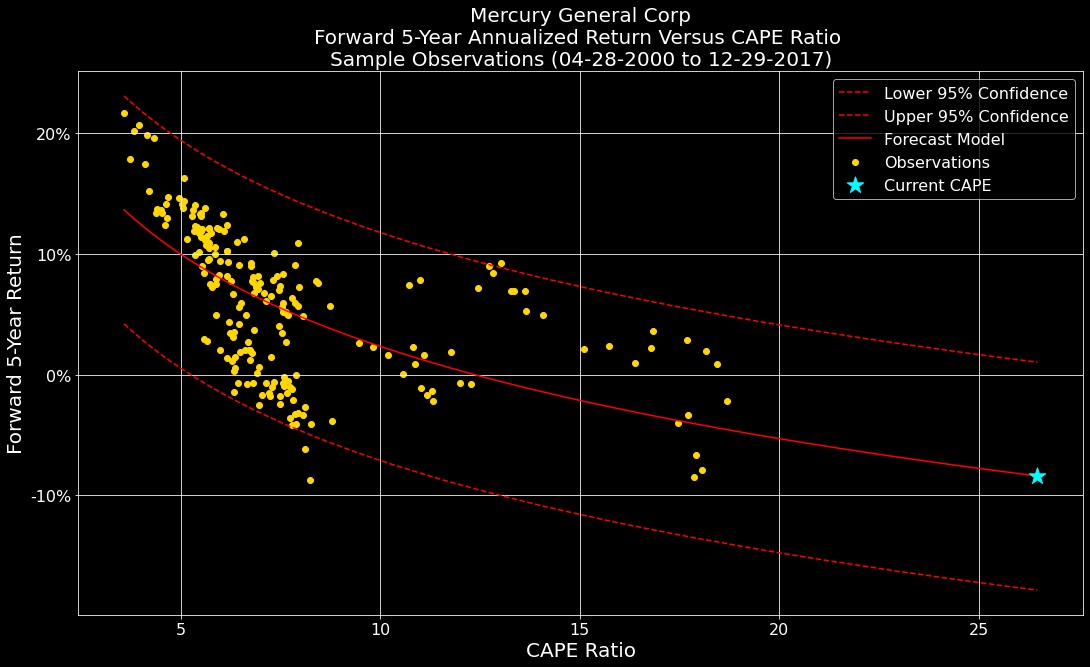 Mercury General Corp
Forward 5-Year Annualized Return Versus CAPE Ratio
Sample Observations (04-28-2000 to 12-29-2017)
Lower 95% Confidence
Upper 95% Confidence
Forecast Model
Observations
Current CAPE
Forward 5-Year Return
20%
10%
0%
-10%
5
10
15
20
25
CAPE Ratio